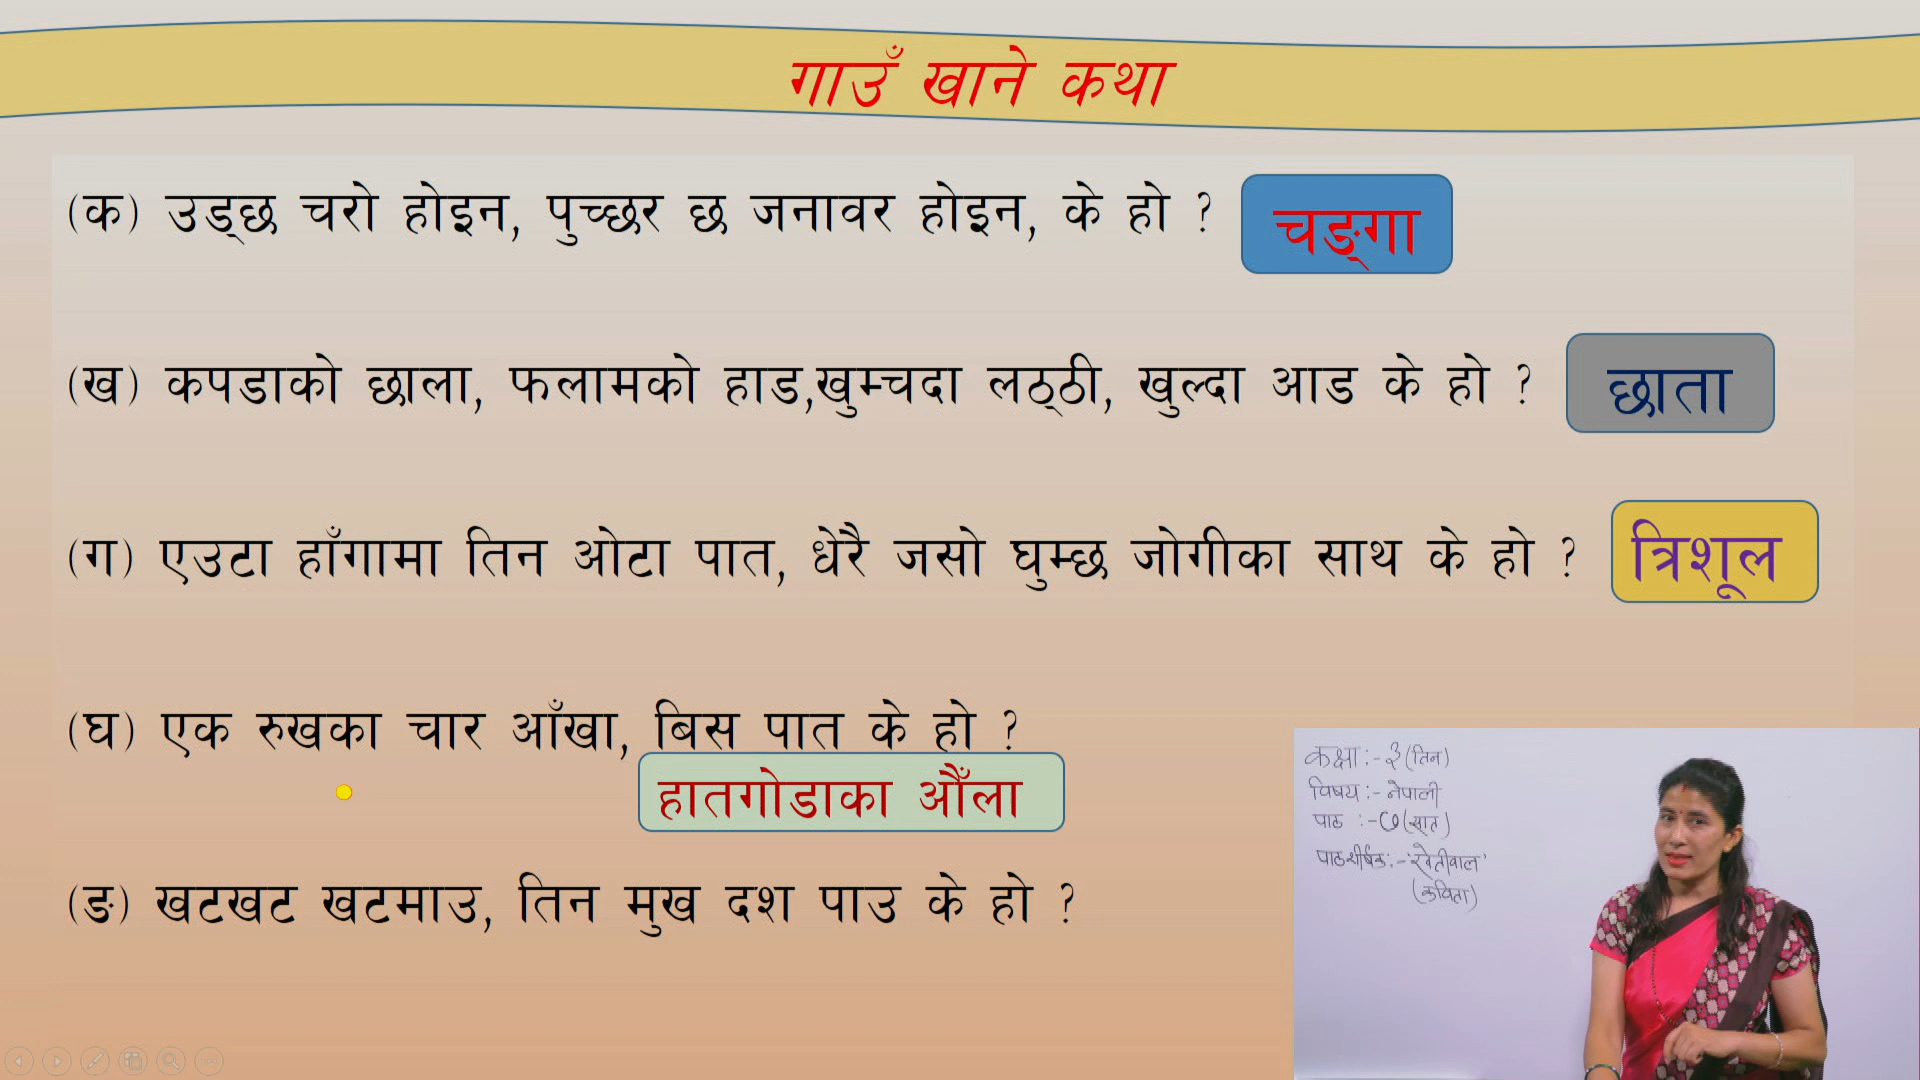 गाउँ खाने कथा
(क) उड्छ चरो होइन, पुच्छर छ जनावर होइन, के हो ? चङ्गा
(ख) कपडाको छाला, फलामको हाड,खुम्चदा लठ्ठी, खुल्दा आड के हो ? छाता
(ग) एउटा हाँगामा तिन ओटा पात, धेरै जसो घुम्छ जोगीका साथ के हो ? त्रिशूल
(घ) एक रुखका चार आँखा, बिस पात के हो ?
हातगोडाका औँला
(ङ) खटखट खटमाउ, तिन मुख दश पाउ के हो ?
कक्षा :- ३ (तिन)
विषय :- नेपाली
पाठ :- ७ (सात)
पाठशीर्षक :-
(कविता)